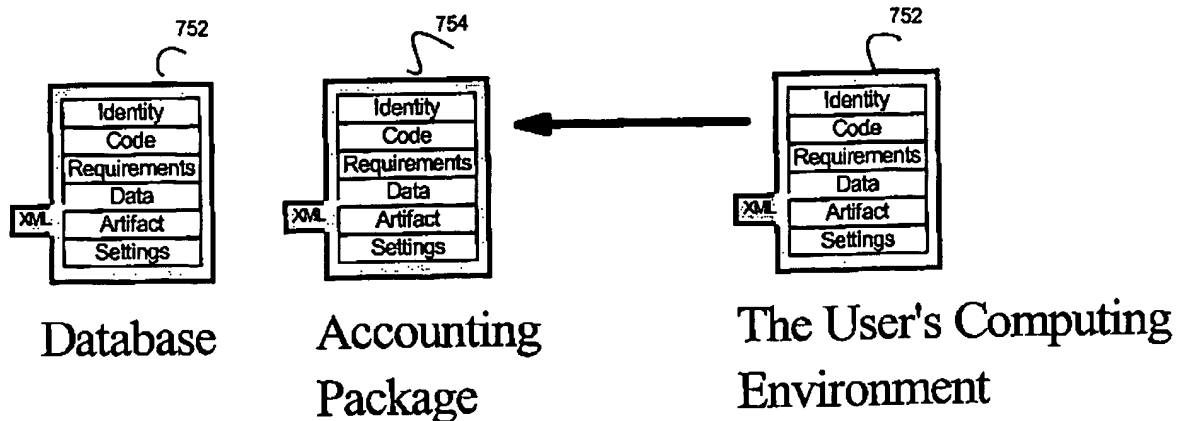 752
Identity
Code
Requirements
Data
XML
Artifact
Settings
Database
754
Identity
Code
Requirements
Data
XML
Artifact
Settings
Accounting
Package
752
Identity
Code
Requirements
Data
XML
Artifact
Settings
The User's Computing
Environment